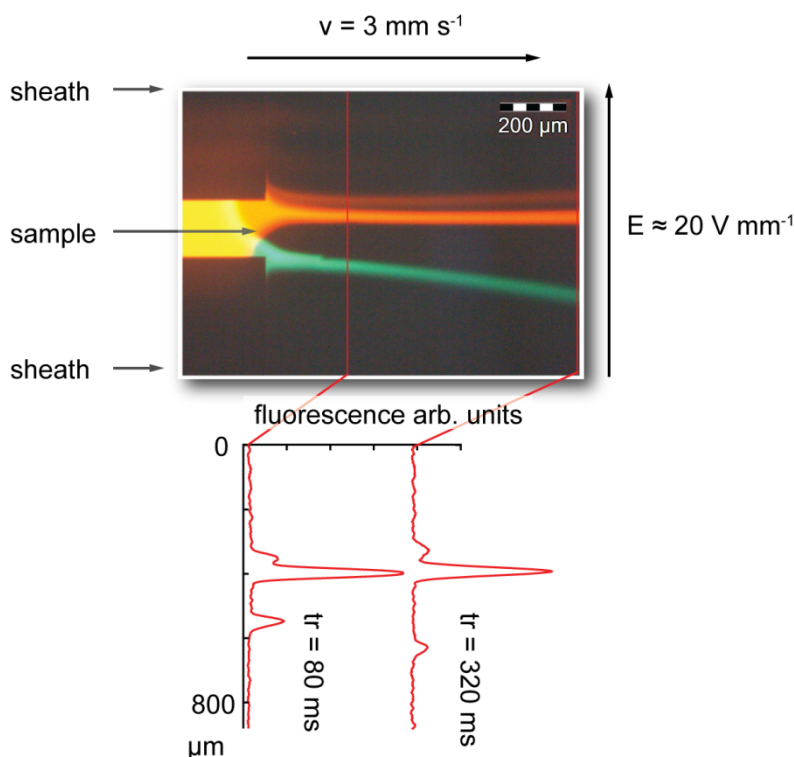 v = 3 mm s-1
sheath
200 µm
sample
E ≈ 20 V mm-1
sheath
fluorescence arb. units
0
tr = 80 ms
tr = 320 ms
800
µm